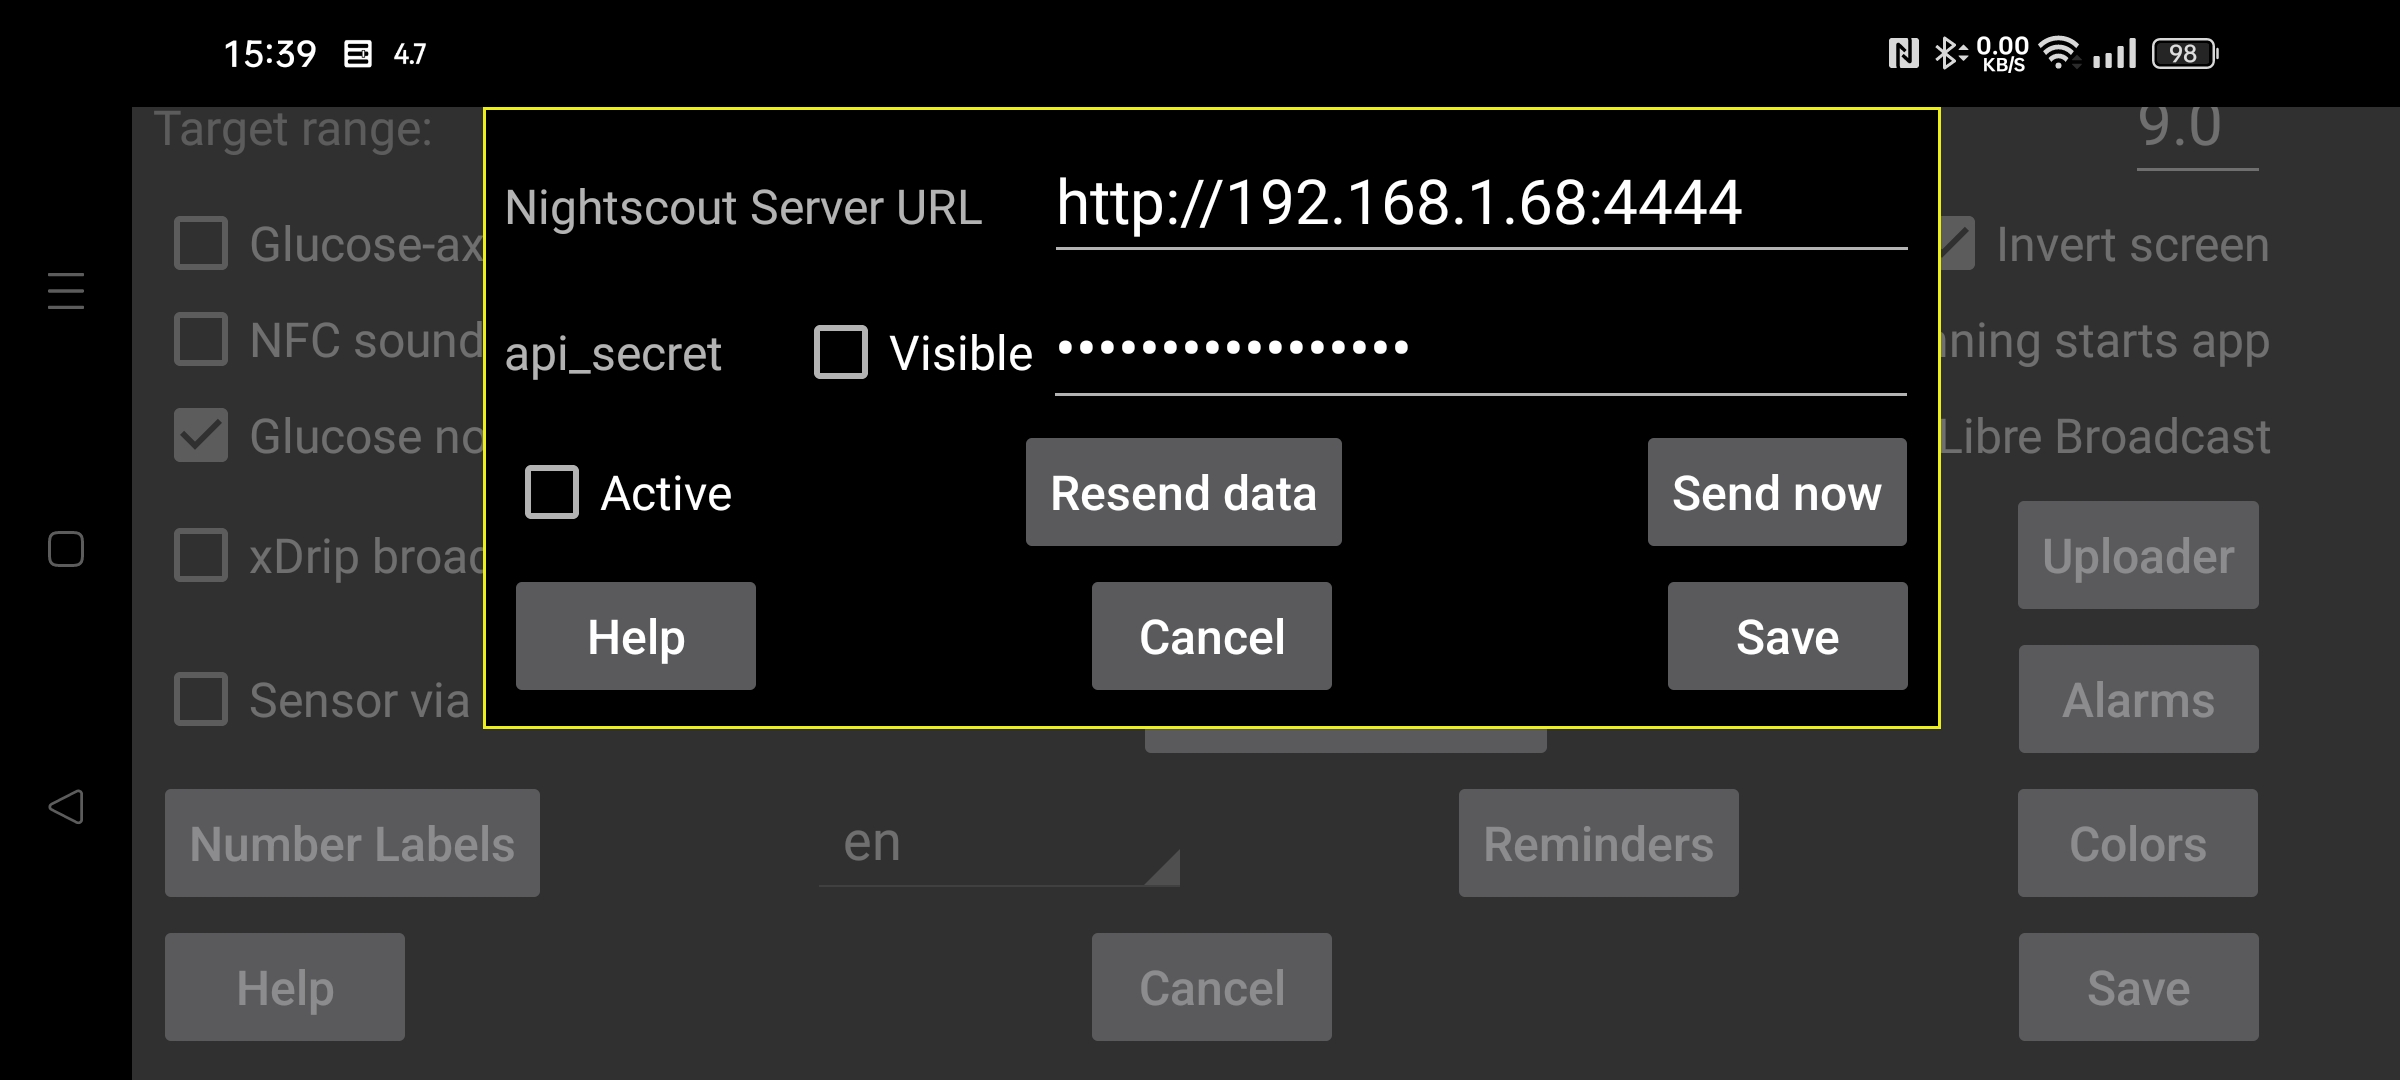 15:39 4.7 0.00 KB/S 98
Target range: 9.0
Nightscout Server URL http://192.168.1.68:4444
Glucose-ax Invert screen
NFC sound api_secret Visible •••••••••••••••••  nning starts app
Glucose no Libre Broadcast
Active Resend data Send now
xDrip broad Uploader
Help Cancel Save
Sensor via Alarms
Number Labels en Reminders Colors
Help Cancel Save